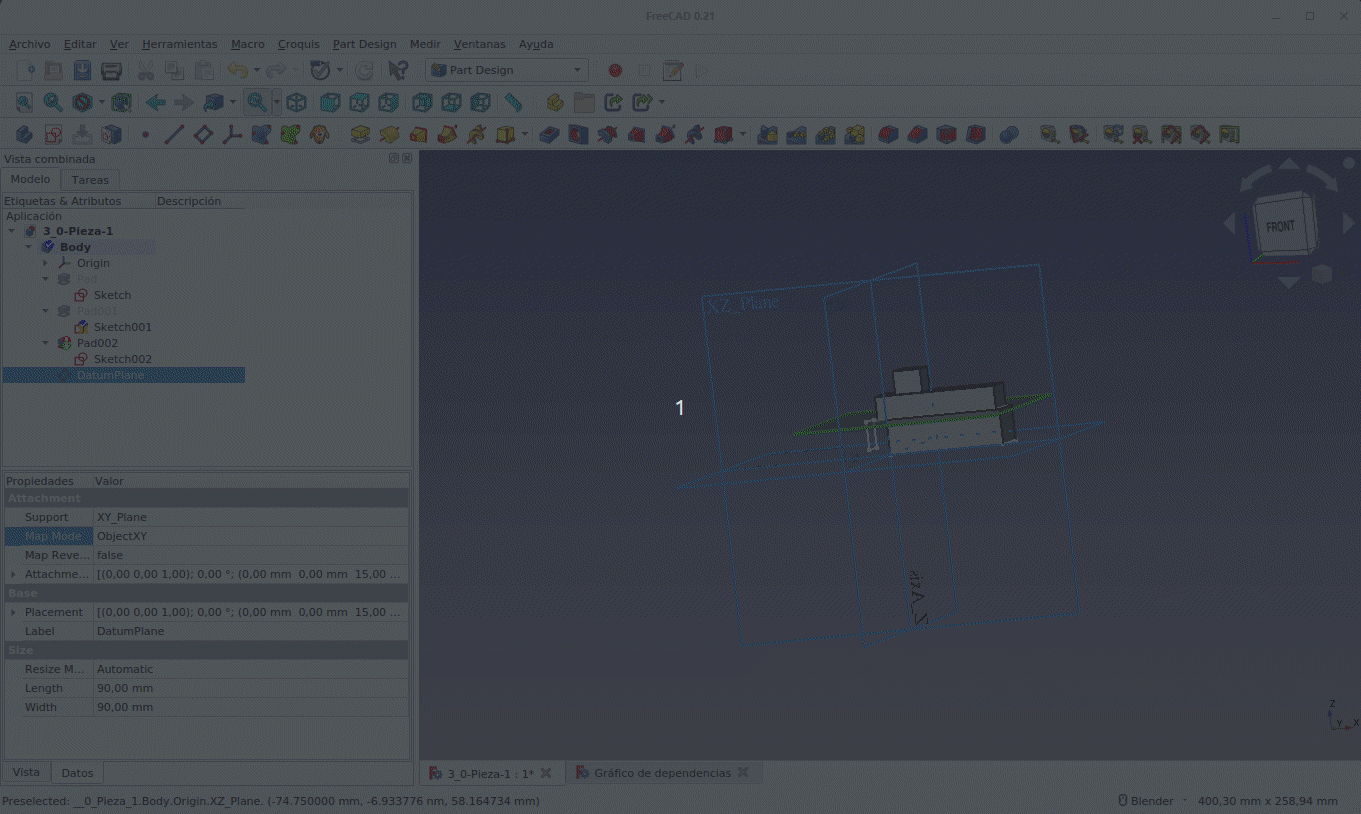 FreeCAD 0.21
Archivo Editar Ver Herramientas Macro Croquis Part Design Medir Ventanas Ayuda
Part Design
Vista combinada
Modelo Tareas
Etiquetas & Atributos Descripción
Aplicación
3_0-Pieza-1
Body
Origin
Pad
Sketch
Pad001
Sketch001
Pad002
Sketch002
DatumPlane
Propiedades Valor
Attachment
Support XY_Plane
Map Mode ObjectXY
Map Reve... false
Attachme... [(0,00 0,00 1,00); 0,00 °; (0,00 mm 0,00 mm 15,00 ...
Base
Placement [(0,00 0,00 1,00); 0,00 °; (0,00 mm 0,00 mm 15,00 ...
Label DatumPlane
Size
Resize M... Automatic
Length 90,00 mm
Width 90,00 mm
Vista Datos
XZ_Plane
1
FRONT
Z
Y
X
3_0-Pieza-1 : 1* Gráfico de dependencias
Preselected: __0_Pieza_1.Body.Origin.XZ_Plane. (-74.750000 mm, -6.933776 nm, 58.164734 mm)
Blender 400,30 mm x 258,94 mm